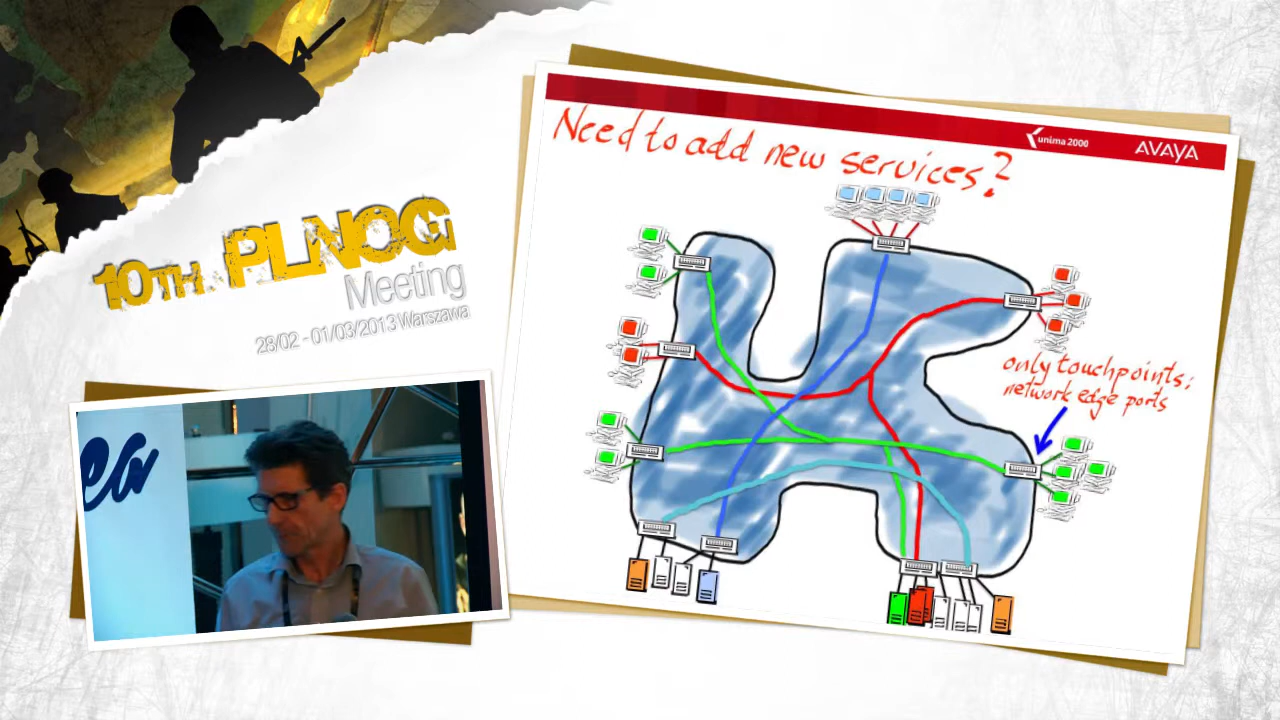 10TH PLNOG
Meeting
28/02 - 01/03/2013 Warszawa
ea
unima 2000
AVAYA
Need to add new services?
only touchpoints:
network edge ports